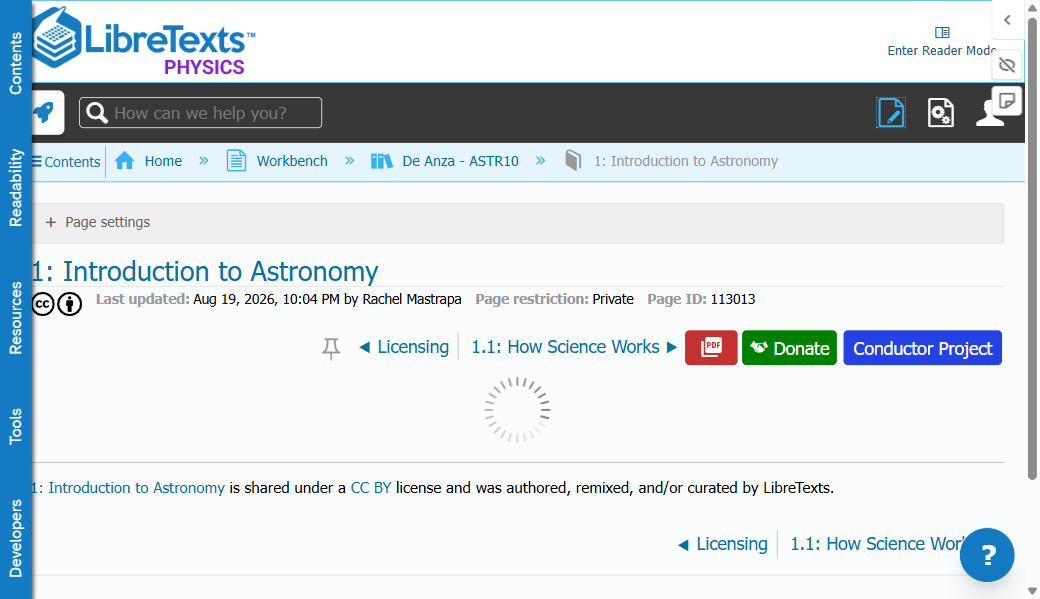 LibreTexts™
PHYSICS
Enter Reader Mode
How can we help you?
Contents
Home » Workbench » De Anza - ASTR10 » 1: Introduction to Astronomy
+ Page settings
1: Introduction to Astronomy
cc Last updated: Aug 19, 2026, 10:04 PM by Rachel Mastrapa Page restriction: Private Page ID: 113013
◄ Licensing 1.1: How Science Works ► PDF Donate Conductor Project
1: Introduction to Astronomy is shared under a CC BY license and was authored, remixed, and/or curated by LibreTexts.
◄ Licensing 1.1: How Science Wor
?
Contents
Readability
Resources
Tools
Developers